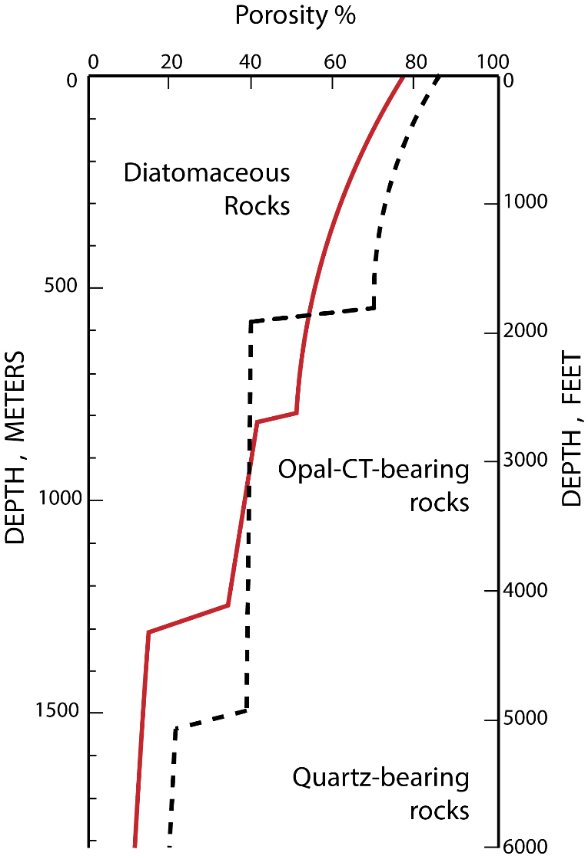 Porosity %
0 20 40 60 80 100
0
0
Diatomaceous
Rocks
1000
500
2000
DEPTH , METERS
DEPTH , FEET
3000
Opal-CT-bearing
rocks
1000
4000
1500
5000
Quartz-bearing
rocks
6000